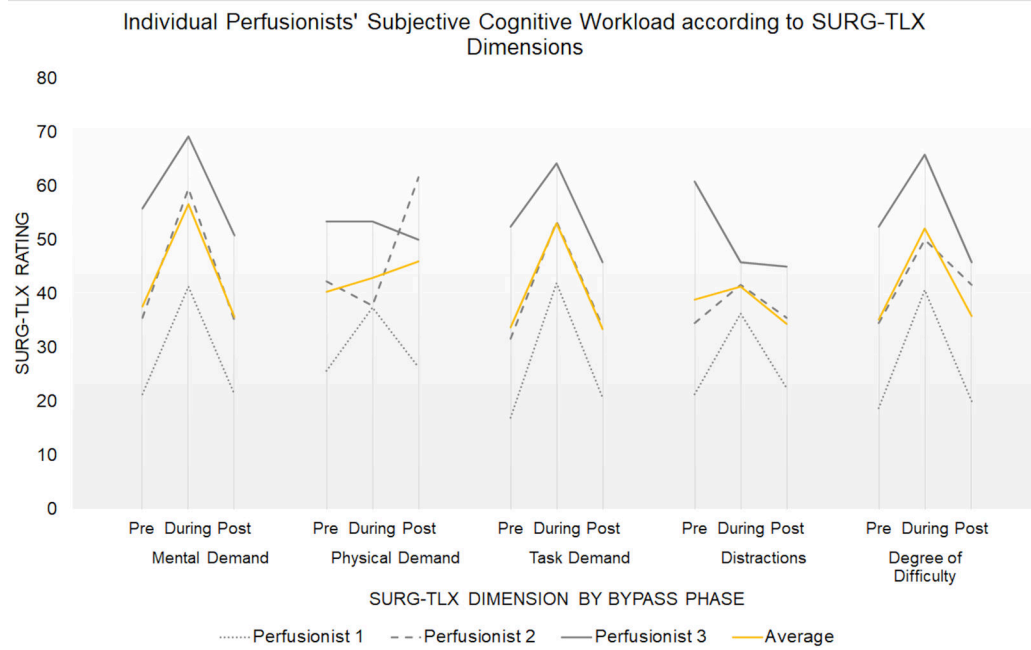 Individual Perfusionists' Subjective Cognitive Workload according to SURG-TLX
Dimensions
80
70
60
50
40
30
20
10
0
SURG-TLX RATING
Pre During Post Pre During Post Pre During Post Pre During Post Pre During Post
Mental Demand Physical Demand Task Demand Distractions Degree of
Difficulty
SURG-TLX DIMENSION BY BYPASS PHASE
Perfusionist 1 Perfusionist 2 Perfusionist 3 Average